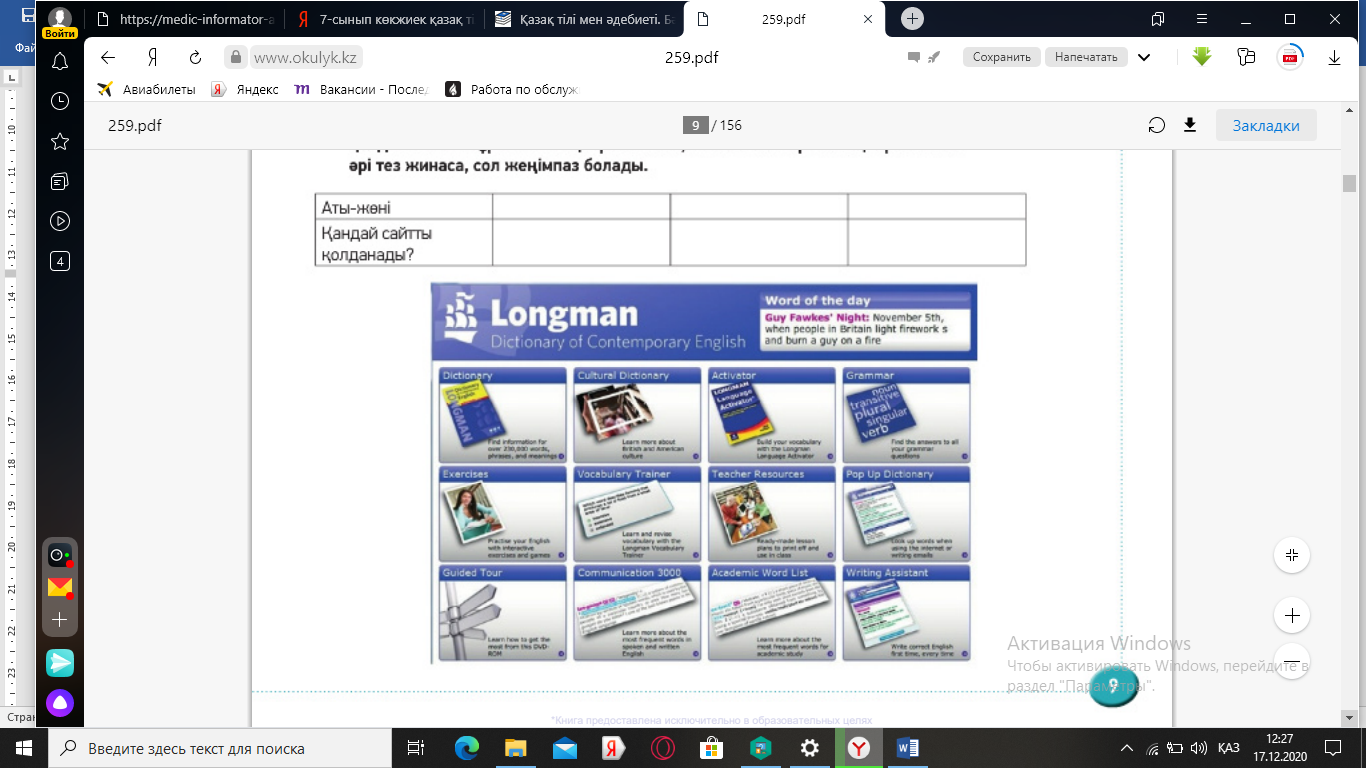 https://medic-informator-a
7-сынып көкжиек қазақ ті
Қазақ тілі мен әдебиеті. Ба
259.pdf
Войти
Фай
www.okulyk.kz
259.pdf
Сохранить
Напечатать
Авиабилеты
Яндекс
Вакансии - Послед
Работа по обслуж
259.pdf
9 / 156
Закладки
әрі тез жинаса, сол жеңімпаз болады.
Аты-жөні
Қандай сайтты
қолданады?
Longman
Dictionary of Contemporary English
Word of the day
Guy Fawkes' Night: November 5th,
when people in Britain light firework s
and burn a guy on a fire
Dictionary
Find information for
over 230,000 words,
phrases, and meanings
Cultural Dictionary
Learn more about
British and American
culture
Activator
LONGMAN
Language
Activator
Build your vocabulary
with the Longman
Language Activator
Grammar
noun
transitive
plural
singular
verb
Find the answers to all
your grammar
questions
Exercises
Practise your English
with interactive
exercises and games
Vocabulary Trainer
Learn and revise
vocabulary with the
Longman Vocabulary
Trainer
Teacher Resources
Ready-made lesson
plans to print off and
use in class
Pop Up Dictionary
Look up words when
using the internet or
writing emails
Guided Tour
Learn how to get the
most from this DVD-
ROM
Communication 3000
Learn more about the
most frequent words in
spoken and written
English
Academic Word List
Learn more about the
most frequent words for
academic study
Writing Assistant
Write correct English
first time, every time
9
*Книга предоставлена исключительно в образовательных целях
Активация Windows
Чтобы активировать Windows, перейдите в
раздел "Параметры".
Стран
4
Введите здесь текст для поиска
ҚАЗ
12:27
17.12.2020